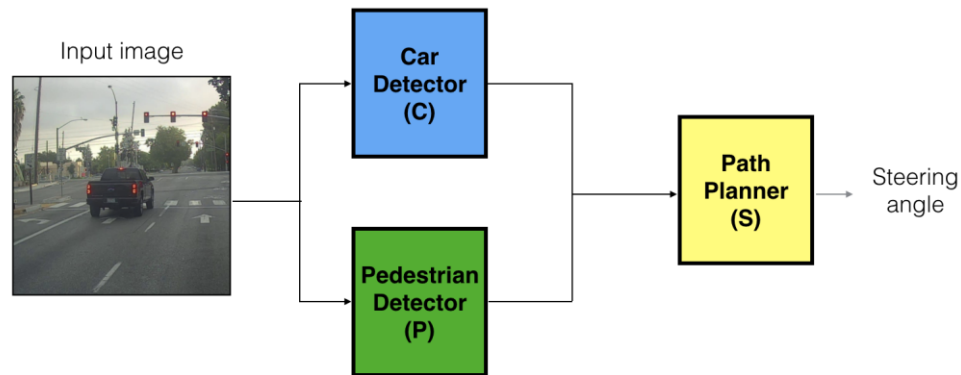 Input image
Car
Detector
(C)
Pedestrian
Detector
(P)
Path
Planner
(S)
Steering
angle